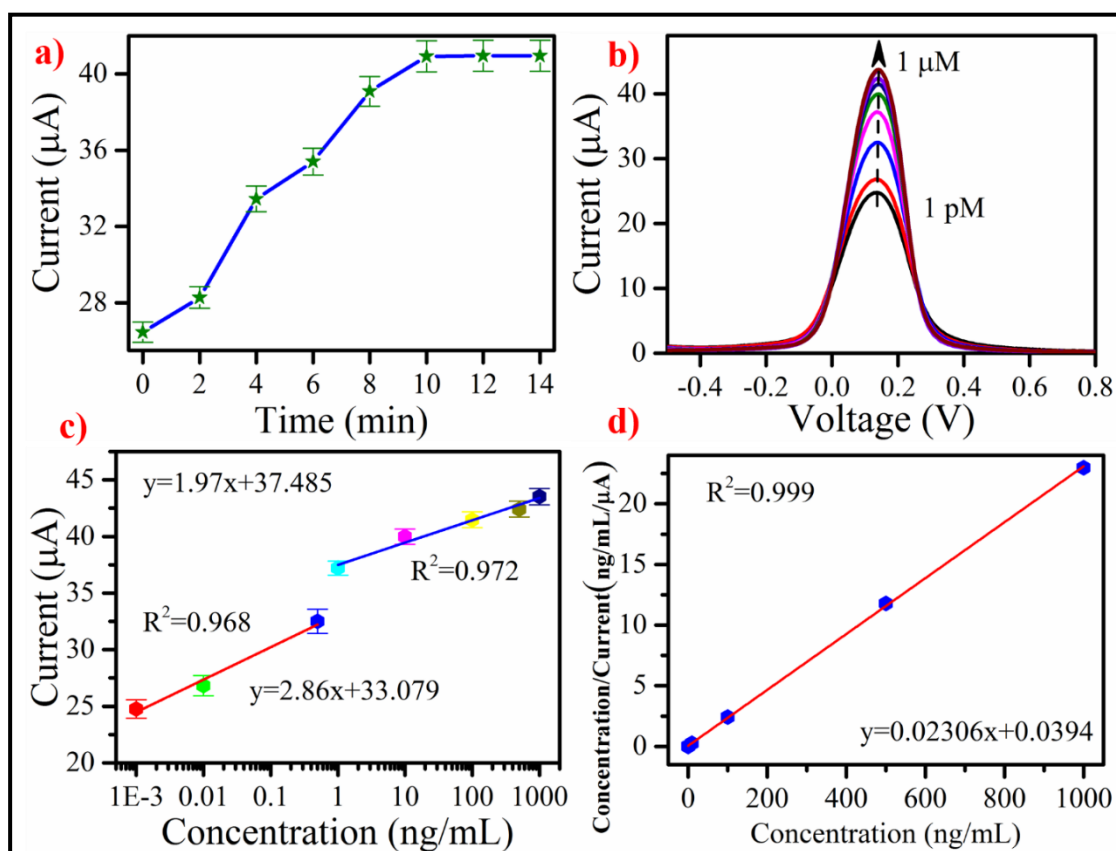 a)
40
36
32
28
Current (μA)
0 2 4 6 8 10 12 14
Time (min)
b)
1 μM
1 pM
40
30
20
10
0
Current (μA)
-0.4 -0.2 0.0 0.2 0.4 0.6 0.8
Voltage (V)
c)
y=1.97x+37.485
R²=0.972
R²=0.968
y=2.86x+33.079
45
40
35
30
25
20
Current (μA)
1E-3 0.01 0.1 1 10 100 1000
Concentration (ng/mL)
d)
R²=0.999
y=0.02306x+0.0394
20
15
10
5
0
Concentration/Current(ng/mL/μA)
0 200 400 600 800 1000
Concentration (ng/mL)